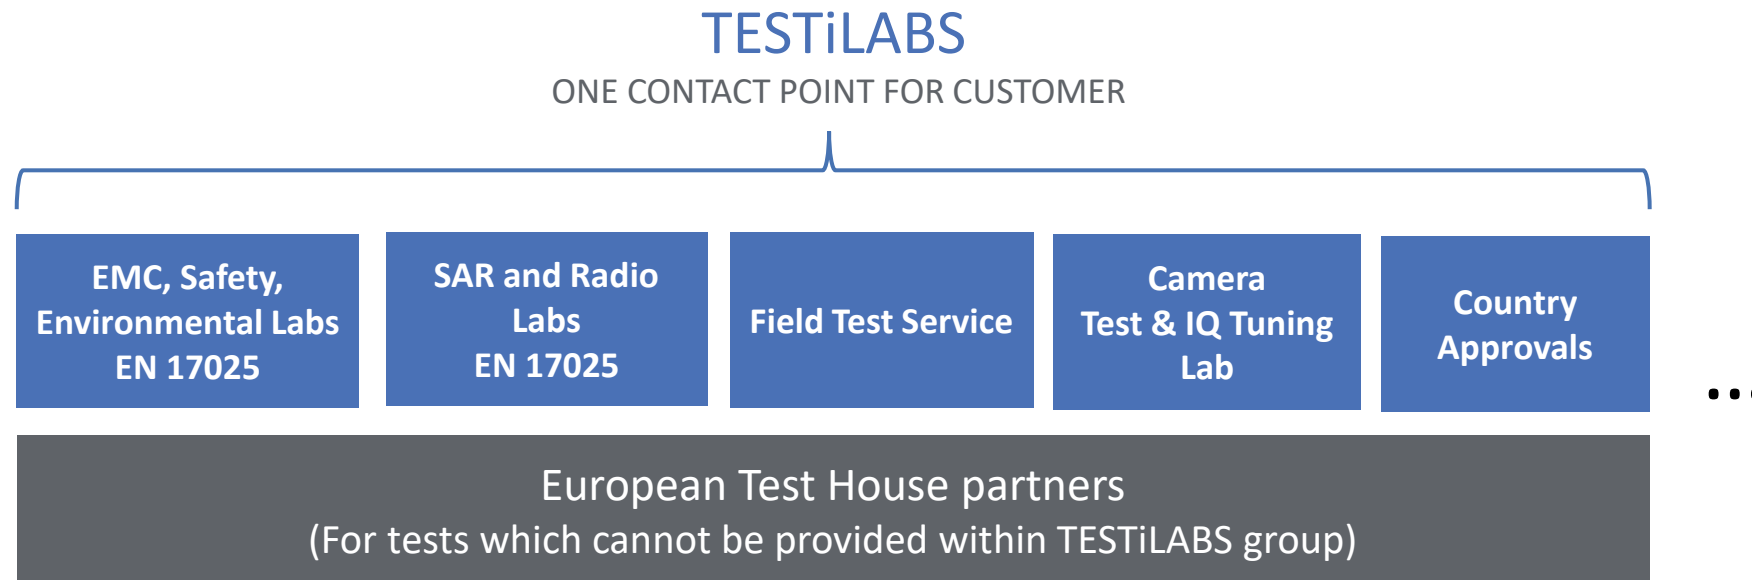 TESTiLABS
ONE CONTACT POINT FOR CUSTOMER
EMC, Safety,
Environmental Labs
EN 17025
SAR and Radio
Labs
EN 17025
Field Test Service
Camera
Test & IQ Tuning
Lab
Country
Approvals
...
European Test House partners
(For tests which cannot be provided within TESTiLABS group)